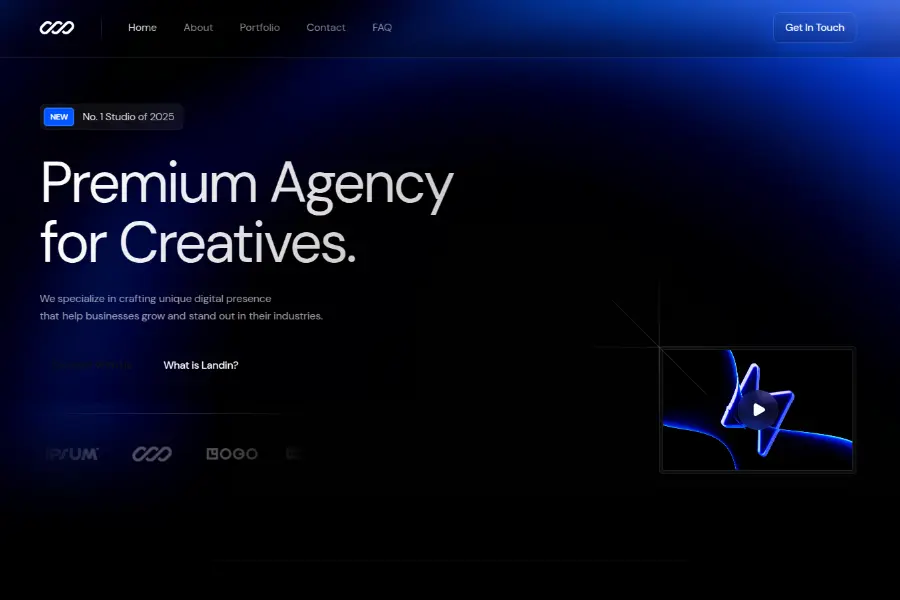 Home
About
Portfolio
Contact
FAQ
Get In Touch
NEW
No. 1 Studio of 2025
Premium Agency
for Creatives.
We specialize in crafting unique digital presence
that help businesses grow and stand out in their industries.
What is Landin?
IPSUM
LOGO